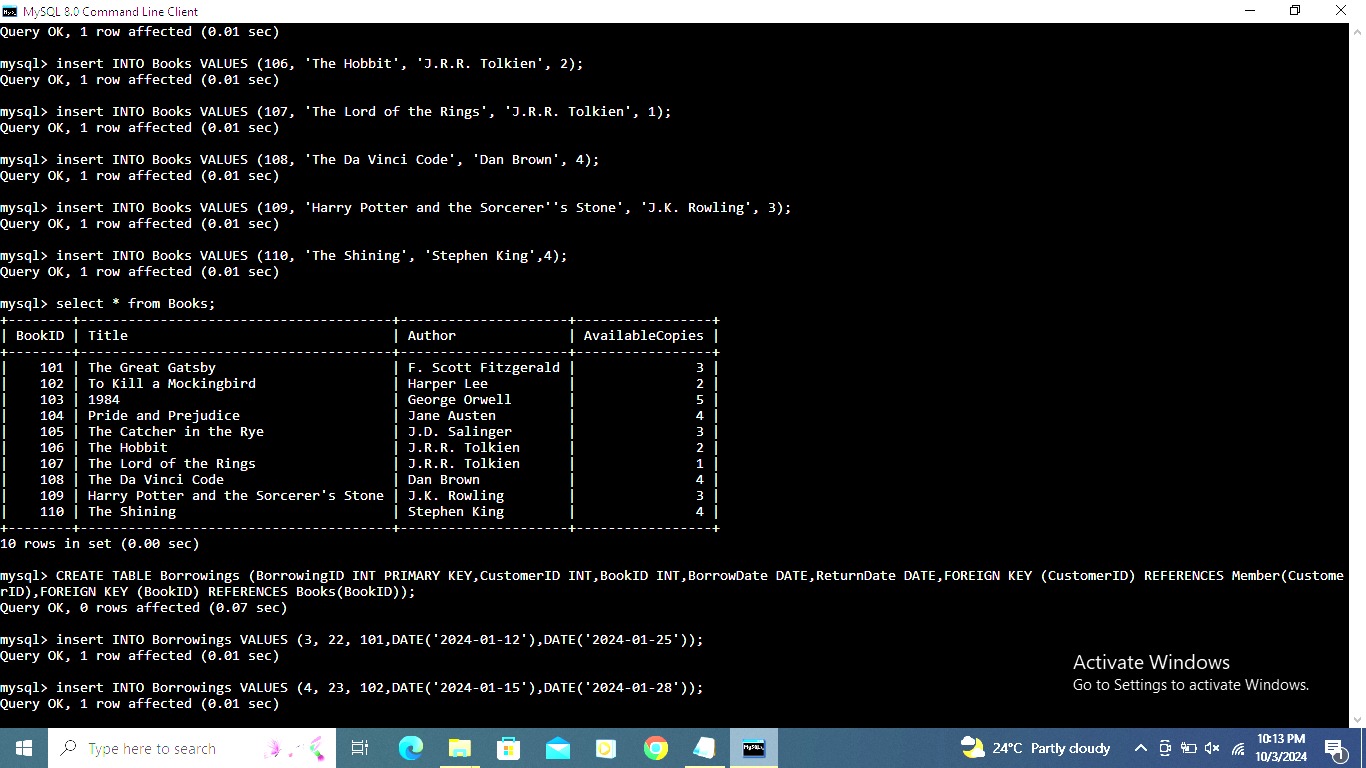 MySQL 8.0 Command Line Client
Query OK, 1 row affected (0.01 sec)
mysql> insert INTO Books VALUES (106, 'The Hobbit', 'J.R.R. Tolkien', 2);
Query OK, 1 row affected (0.01 sec)
mysql> insert INTO Books VALUES (107, 'The Lord of the Rings', 'J.R.R. Tolkien', 1);
Query OK, 1 row affected (0.01 sec)
mysql> insert INTO Books VALUES (108, 'The Da Vinci Code', 'Dan Brown', 4);
Query OK, 1 row affected (0.01 sec)
mysql> insert INTO Books VALUES (109, 'Harry Potter and the Sorcerer''s Stone', 'J.K. Rowling', 3);
Query OK, 1 row affected (0.01 sec)
mysql> insert INTO Books VALUES (110, 'The Shining', 'Stephen King',4);
Query OK, 1 row affected (0.01 sec)
mysql> select * from Books;
+--------+---------------------------------------+---------------------+-----------------+
| BookID | Title | Author | AvailableCopies |
+--------+---------------------------------------+---------------------+-----------------+
| 101 | The Great Gatsby | F. Scott Fitzgerald | 3 |
| 102 | To Kill a Mockingbird | Harper Lee | 2 |
| 103 | 1984 | George Orwell | 5 |
| 104 | Pride and Prejudice | Jane Austen | 4 |
| 105 | The Catcher in the Rye | J.D. Salinger | 3 |
| 106 | The Hobbit | J.R.R. Tolkien | 2 |
| 107 | The Lord of the Rings | J.R.R. Tolkien | 1 |
| 108 | The Da Vinci Code | Dan Brown | 4 |
| 109 | Harry Potter and the Sorcerer's Stone | J.K. Rowling | 3 |
| 110 | The Shining | Stephen King | 4 |
+--------+---------------------------------------+---------------------+-----------------+
10 rows in set (0.00 sec)
mysql> CREATE TABLE Borrowings (BorrowingID INT PRIMARY KEY,CustomerID INT,BookID INT,BorrowDate DATE,ReturnDate DATE,FOREIGN KEY (CustomerID) REFERENCES Member(Custome
rID),FOREIGN KEY (BookID) REFERENCES Books(BookID));
Query OK, 0 rows affected (0.07 sec)
mysql> insert INTO Borrowings VALUES (3, 22, 101,DATE('2024-01-12'),DATE('2024-01-25'));
Query OK, 1 row affected (0.01 sec)
mysql> insert INTO Borrowings VALUES (4, 23, 102,DATE('2024-01-15'),DATE('2024-01-28'));
Query OK, 1 row affected (0.01 sec)
Activate Windows
Go to Settings to activate Windows.
Type here to search
24°C Partly cloudy
10:13 PM
10/3/2024
1